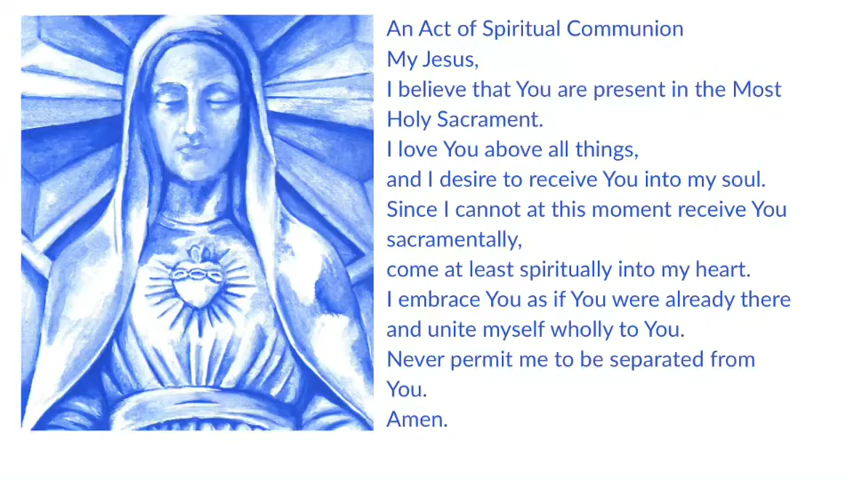 An Act of Spiritual Communion
My Jesus,
I believe that You are present in the Most
Holy Sacrament.
I love You above all things,
and I desire to receive You into my soul.
Since I cannot at this moment receive You
sacramentally,
come at least spiritually into my heart.
I embrace You as if You were already there
and unite myself wholly to You.
Never permit me to be separated from
You.
Amen.